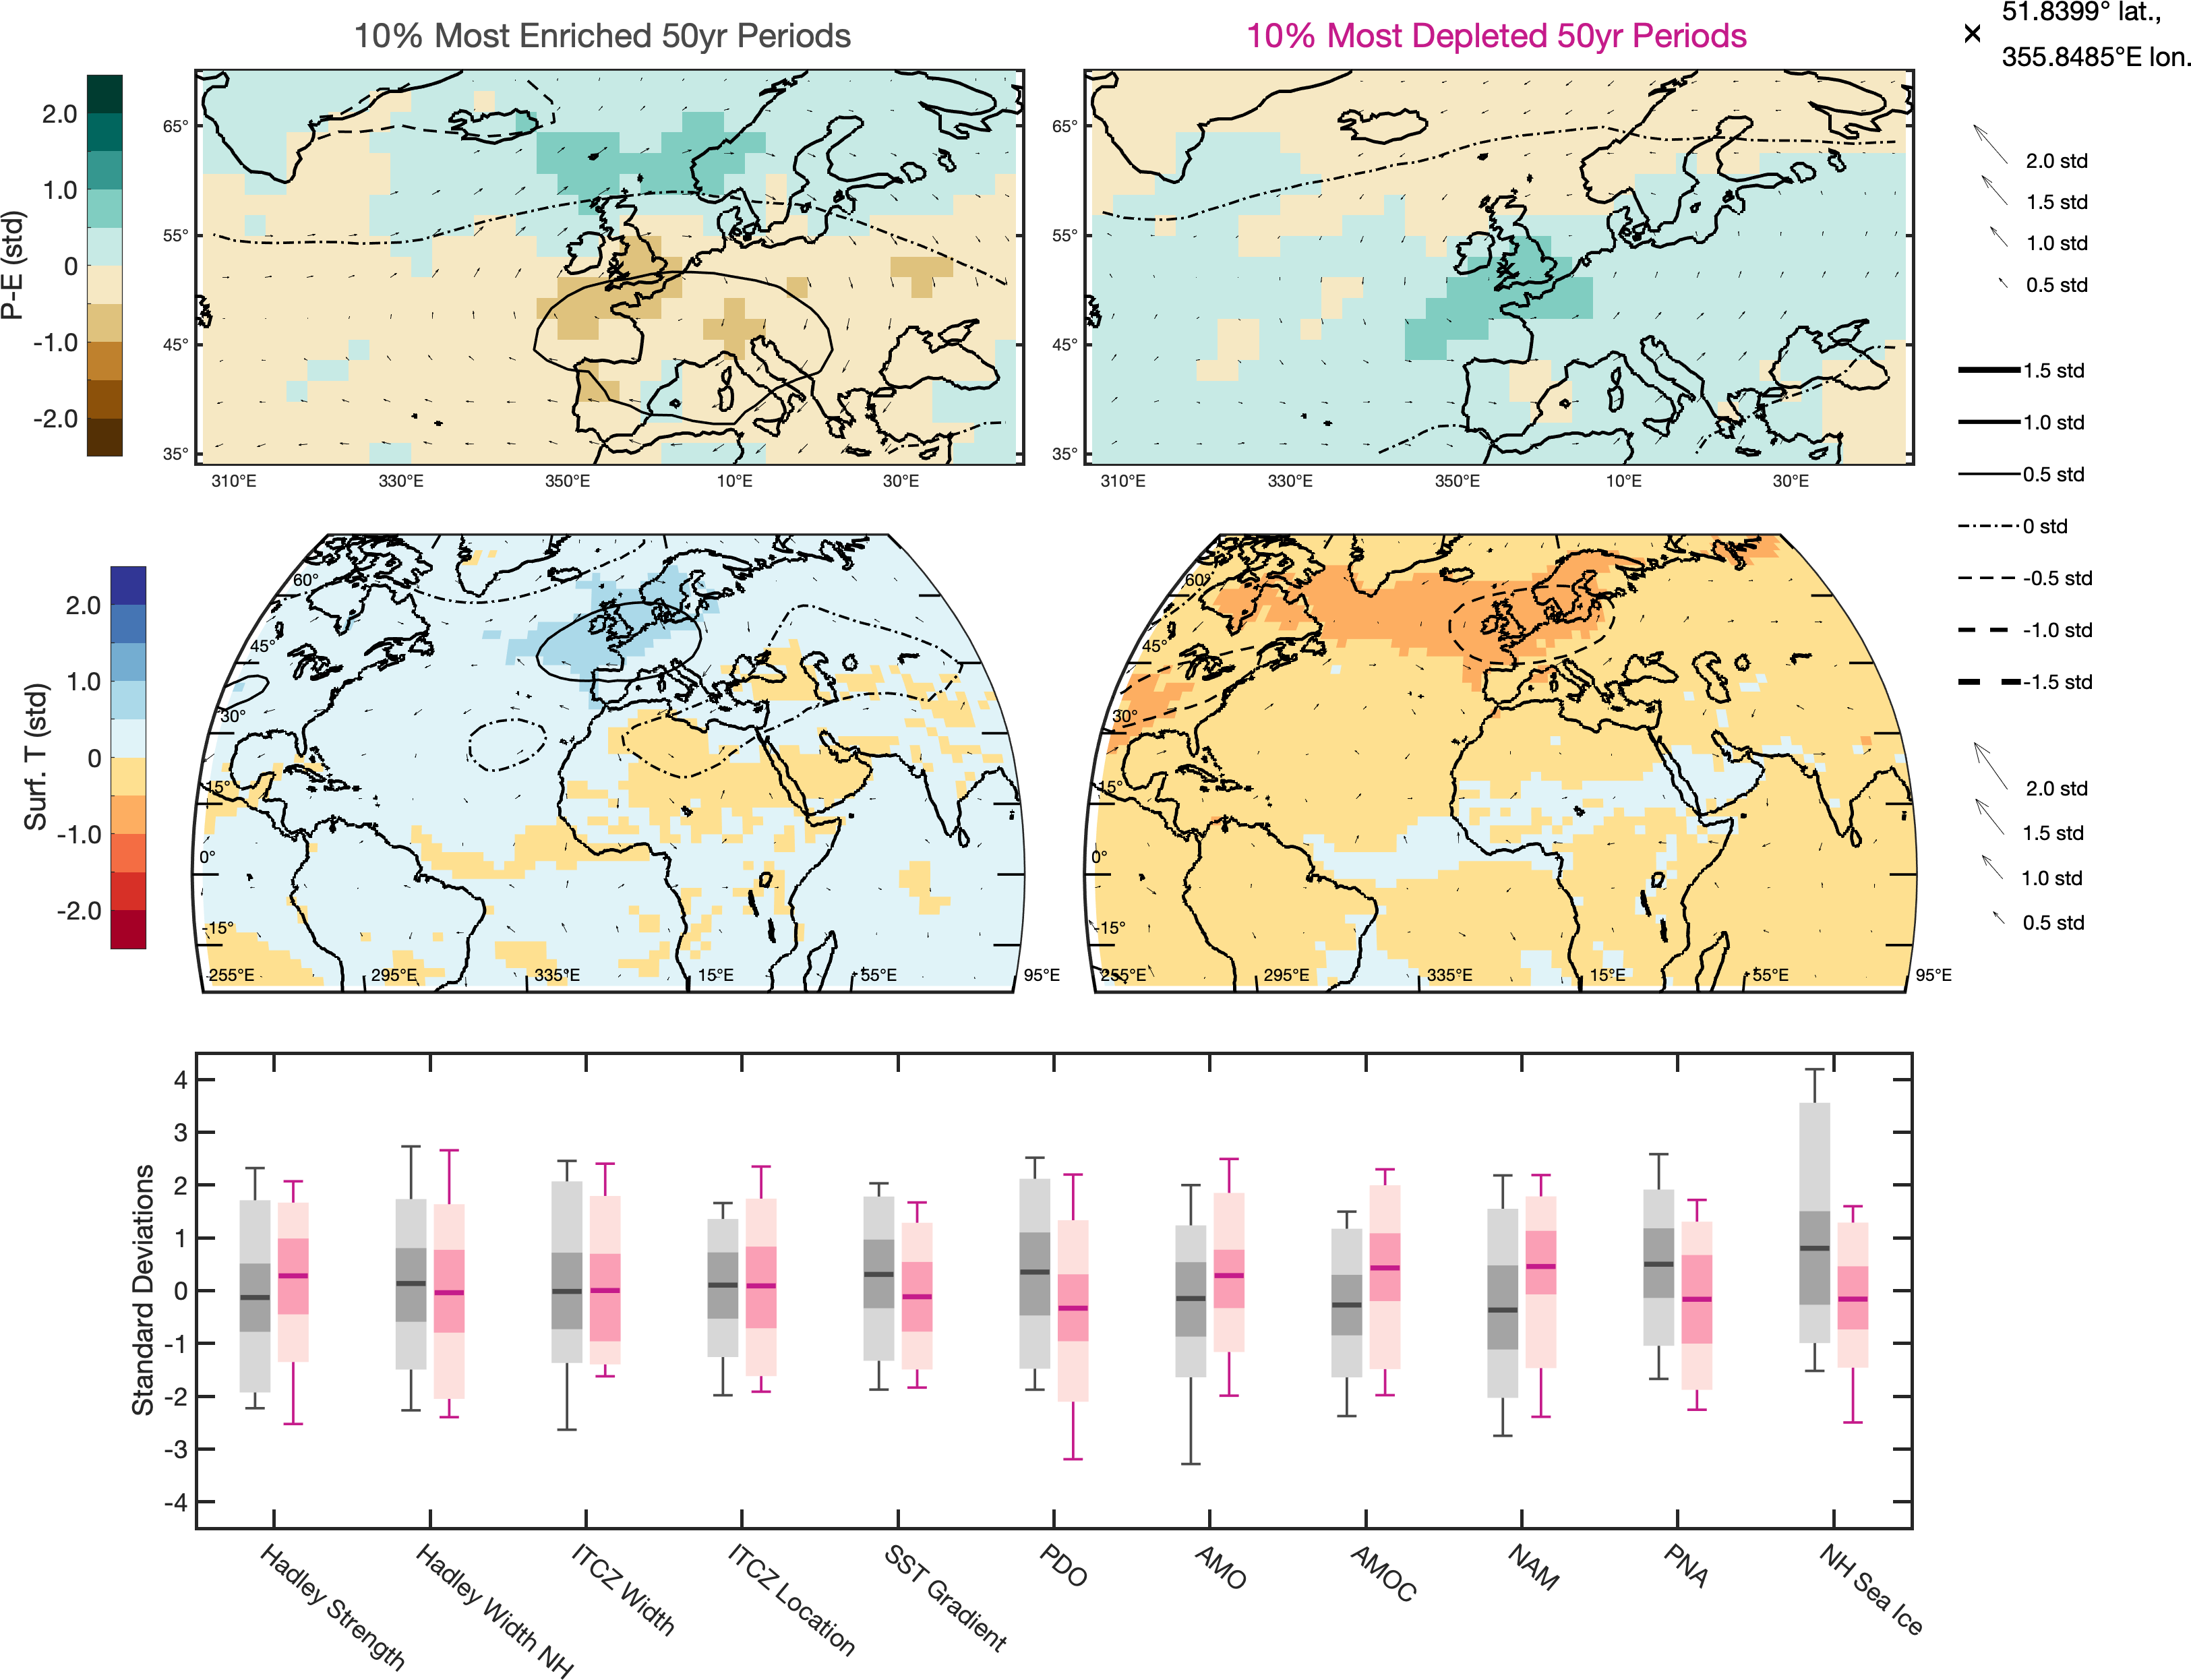 10% Most Enriched 50yr Periods
10% Most Depleted 50yr Periods
51.8399° lat.,
355.8485°E lon.
P-E (std)
2.0
1.0
0
-1.0
-2.0
65°
55°
45°
35°
310°E
330°E
350°E
10°E
30°E
65°
55°
45°
35°
310°E
330°E
350°E
10°E
30°E
2.0 std
1.5 std
1.0 std
0.5 std
1.5 std
1.0 std
0.5 std
0 std
-0.5 std
-1.0 std
-1.5 std
Surf. T (std)
2.0
1.0
0
-1.0
-2.0
60°
45°
30°
15°
0°
-15°
255°E
295°E
335°E
15°E
55°E
95°E
60°
45°
30°
15°
0°
-15°
255°E
295°E
335°E
15°E
55°E
95°E
2.0 std
1.5 std
1.0 std
0.5 std
Standard Deviations
4
3
2
1
0
-1
-2
-3
-4
Hadley Strength
Hadley Width NH
ITCZ Width
ITCZ Location
SST Gradient
PDO
AMO
AMOC
NAM
PNA
NH Sea Ice